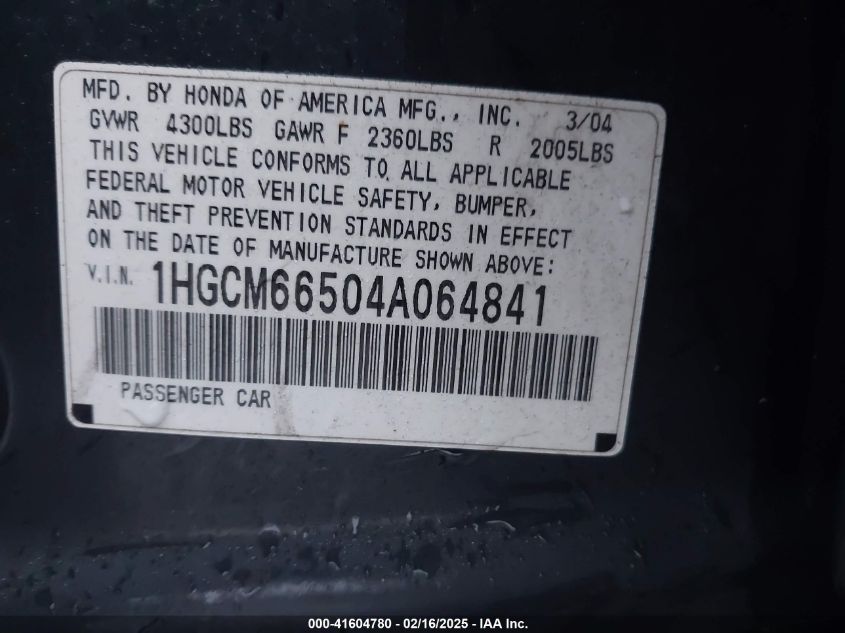 MFD. BY HONDA OF AMERICA MFG., INC. 3/04
GVWR 4300LBS GAWR F 2360LBS R 2005LBS
THIS VEHICLE CONFORMS TO ALL APPLICABLE
FEDERAL MOTOR VEHICLE SAFETY, BUMPER,
AND THEFT PREVENTION STANDARDS IN EFFECT
ON THE DATE OF MANUFACTURE SHOWN ABOVE:
V.I.N. 1HGCM66504A064841
PASSENGER CAR
000-41604780 - 02/16/2025 - IAA Inc.